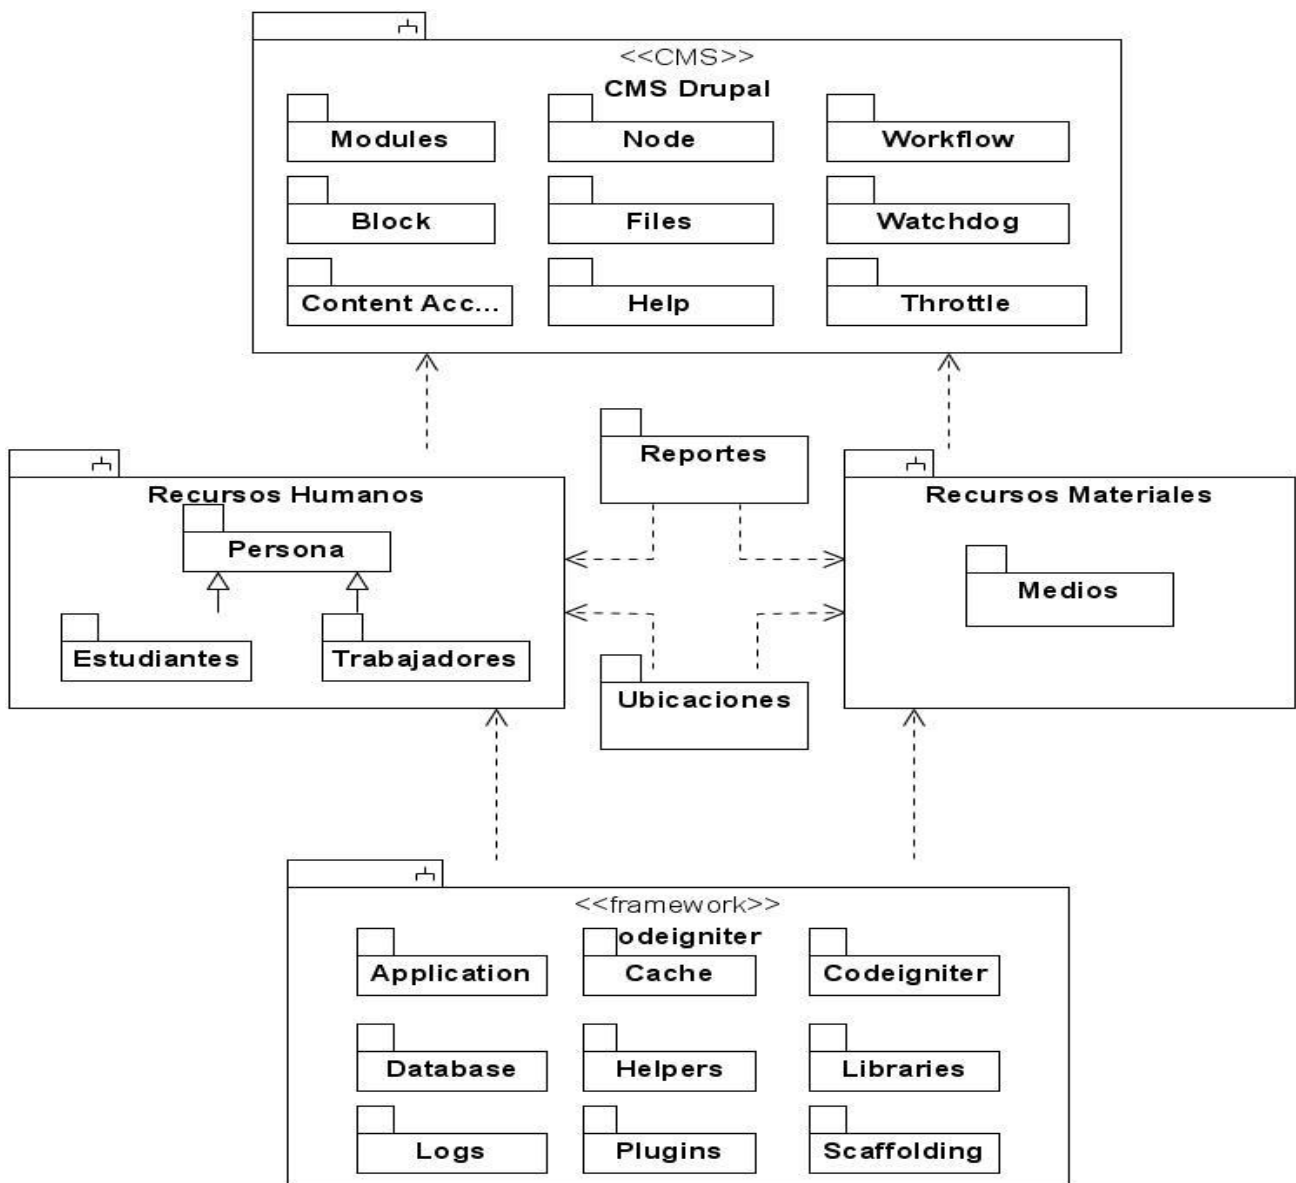 <<CMS>>
CMS Drupal
Modules
Node
Workflow
Block
Files
Watchdog
Content Acc...
Help
Throttle
Reportes
Recursos Humanos
Recursos Materiales
Persona
Medios
Estudiantes
Trabajadores
Ubicaciones
<<framework>>
odeigniter
Application
Cache
Codeigniter
Database
Helpers
Libraries
Logs
Plugins
Scaffolding